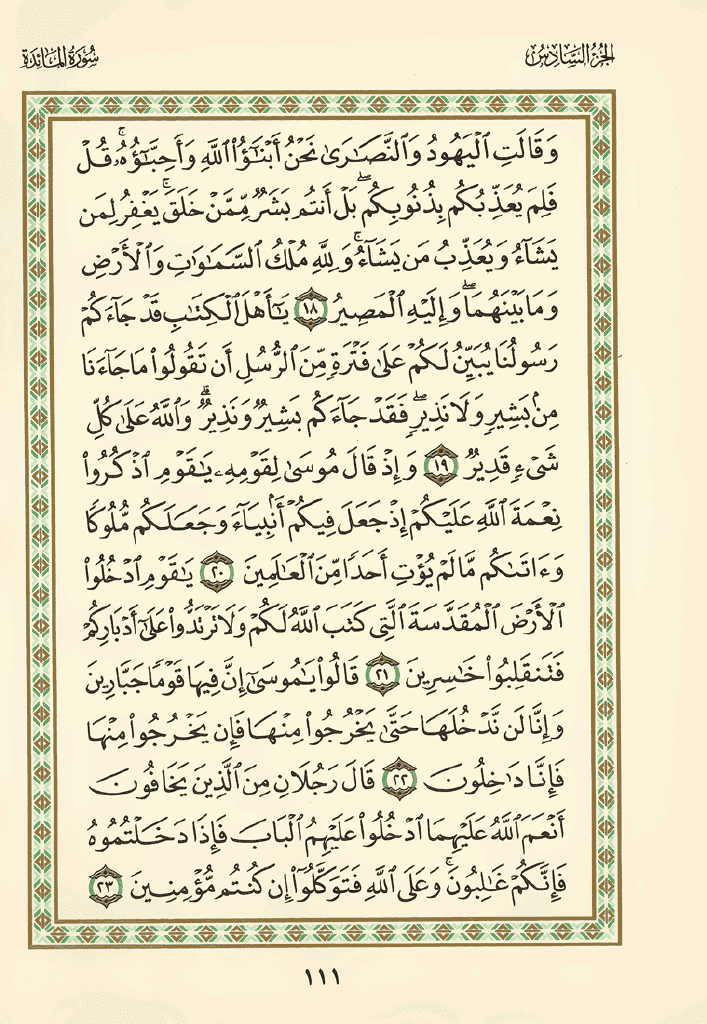 الجزء السادس
سورة المائدة
وَقَالَتِ ٱلْيَهُودُ وَٱلنَّصَٰرَىٰ نَحْنُ أَبْنَٰٓؤُا۟ ٱللَّهِ وَأَحِبَّٰٓؤُهُۥۚ قُلْ
فَلِمَ يُعَذِّبُكُم بِذُنُوبِكُمۖ بَلْ أَنتُم بَشَرٌ مِّمَّنْ خَلَقَۚ يَغْفِرُ لِمَن
يَشَآءُ وَيُعَذِّبُ مَن يَشَآءُۚ وَلِلَّهِ مُلْكُ ٱلسَّمَٰوَٰتِ وَٱلْأَرْضِ
وَمَا بَيْنَهُمَاۖ وَإِلَيْهِ ٱلْمَصِيرُ ١٨ يَٰٓأَهْلَ ٱلْكِتَٰبِ قَدْ جَآءَكُمْ
رَسُولُنَا يُبَيِّنُ لَكُمْ عَلَىٰ فَتْرَةٍ مِّنَ ٱلرُّسُلِ أَن تَقُولُوا۟ مَا جَآءَنَا
مِنۢ بَشِيرٍ وَلَا نَذِيرٍۖ فَقَدْ جَآءَكُم بَشِيرٌ وَنَذِيرٌۗ وَٱللَّهُ عَلَىٰ كُلِّ
شَىْءٍ قَدِيرٌ ١٩ وَإِذْ قَالَ مُوسَىٰ لِقَوْمِهِۦ يَٰقَوْمِ ٱذْكُرُوا۟
نِعْمَةَ ٱللَّهِ عَلَيْكُمْ إِذْ جَعَلَ فِيكُمْ أَنۢبِيَآءَ وَجَعَلَكُم مُّلُوكًا
وَءَاتَىٰكُم مَّا لَمْ يُؤْتِ أَحَدًا مِّنَ ٱلْعَٰلَمِينَ ٢٠ يَٰقَوْمِ ٱدْخُلُوا۟
ٱلْأَرْضَ ٱلْمُقَدَّسَةَ ٱلَّتِى كَتَبَ ٱللَّهُ لَكُمْ وَلَا تَرْتَدُّوا۟ عَلَىٰٓ أَدْبَارِكُمْ
فَتَنقَلِبُوا۟ خَٰسِرِينَ ٢١ قَالُوا۟ يَٰمُوسَىٰٓ إِنَّ فِيهَا قَوْمًا جَبَّارِينَ
وَإِنَّا لَن نَّدْخُلَهَا حَتَّىٰ يَخْرُجُوا۟ مِنْهَا فَإِن يَخْرُجُوا۟ مِنْهَا
فَإِنَّا دَٰخِلُونَ ٢٢ قَالَ رَجُلَانِ مِنَ ٱلَّذِينَ يَخَافُونَ
أَنْعَمَ ٱللَّهُ عَلَيْهِمَا ٱدْخُلُوا۟ عَلَيْهِمُ ٱلْبَابَ فَإِذَا دَخَلْتُمُوهُ
فَإِنَّكُمْ غَٰلِبُونَۚ وَعَلَى ٱللَّهِ فَتَوَكَّلُوٓا۟ إِن كُنتُم مُّؤْمِنِينَ ٢٣
١١١